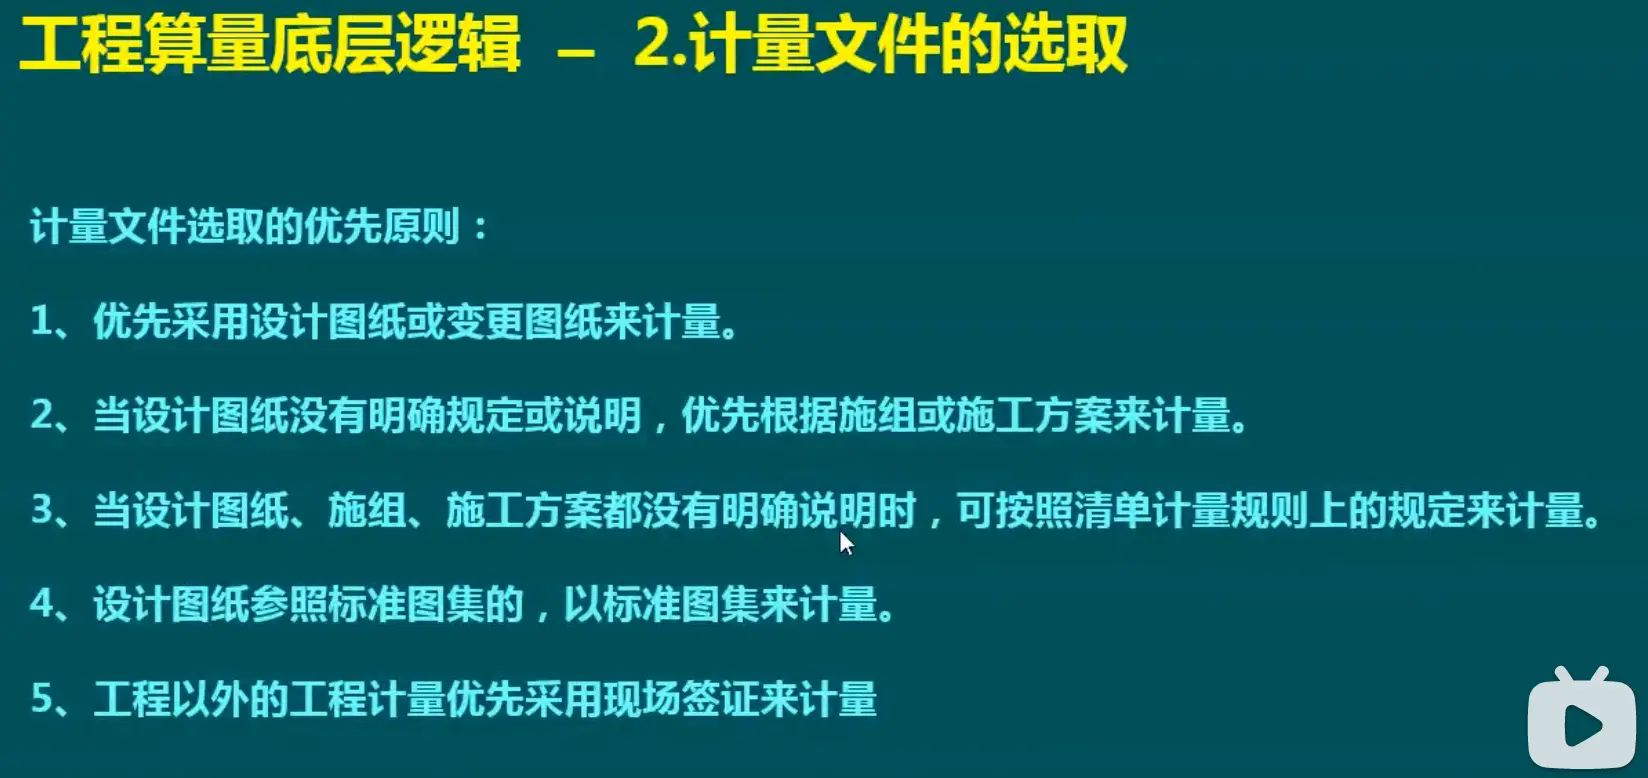 工程算量底层逻辑 – 2.计量文件的选取
计量文件选取的优先原则：
1、优先采用设计图纸或变更图纸来计量。
2、当设计图纸没有明确规定或说明，优先根据施组或施工方案来计量。
3、当设计图纸、施组、施工方案都没有明确说明时，可按照清单计量规则上的规定来计量。
4、设计图纸参照标准图集的，以标准图集来计量。
5、工程以外的工程计量优先采用现场签证来计量